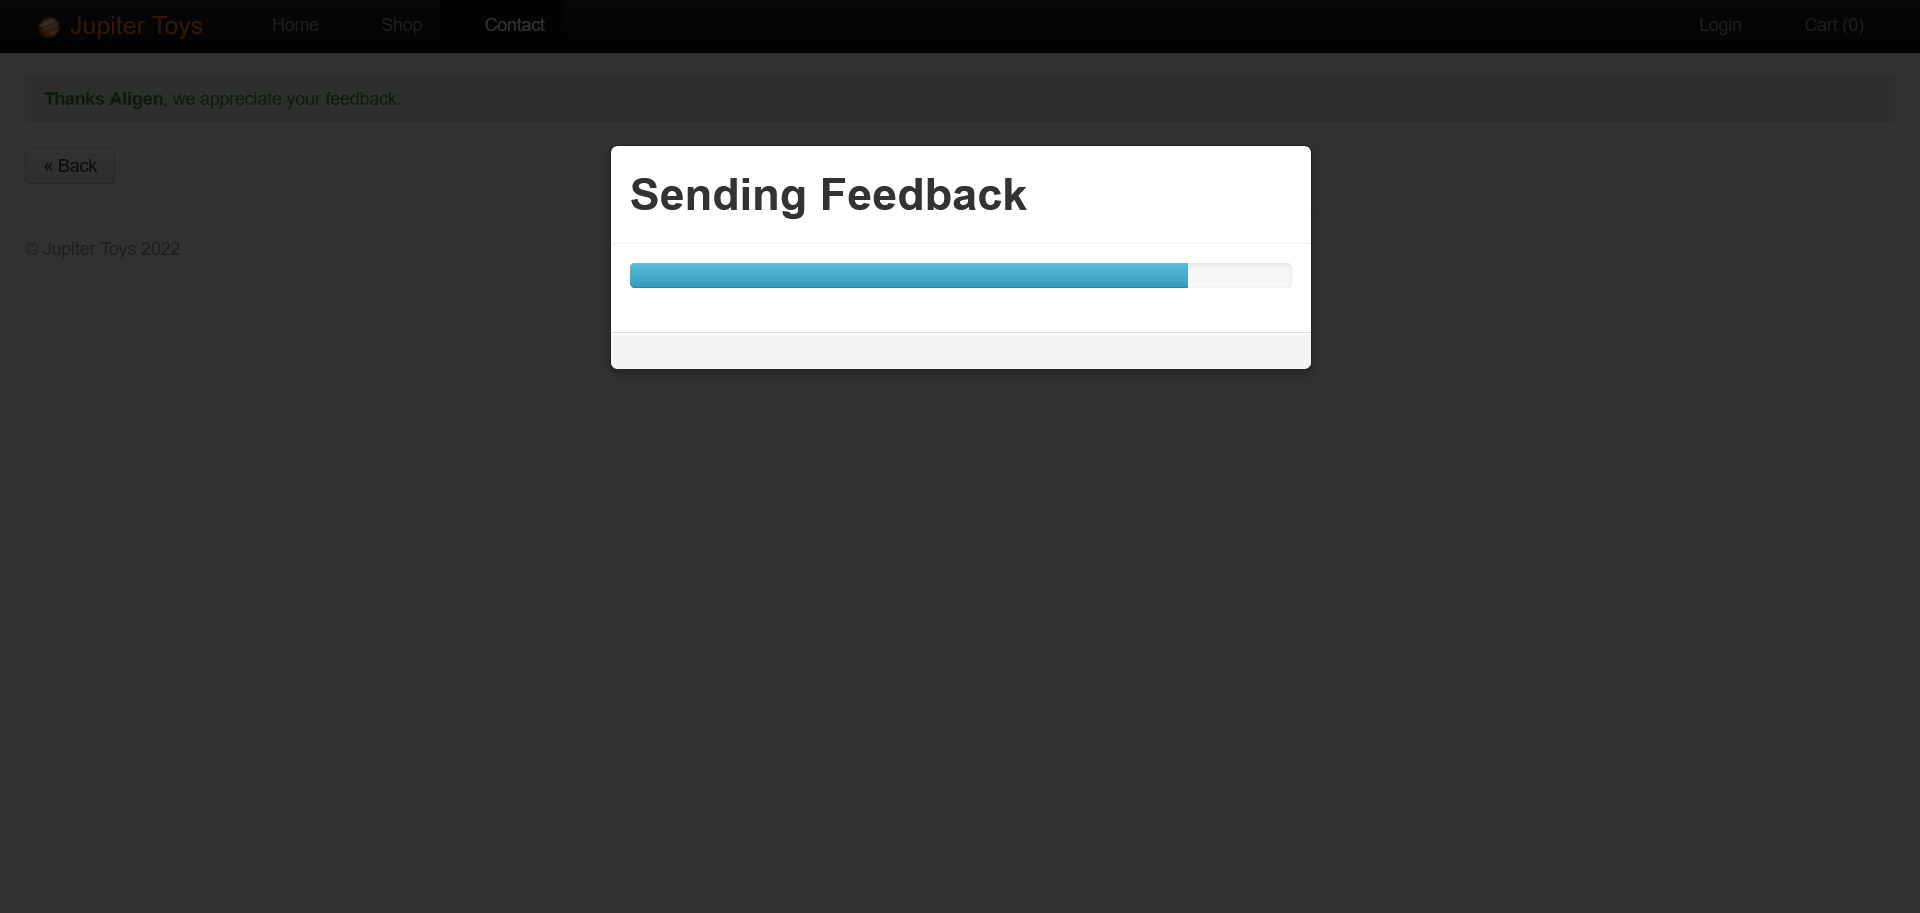 Jupiter Toys Home Shop Contact Login Cart (0)
Thanks Aligen, we appreciate your feedback.
« Back
Sending Feedback
© Jupiter Toys 2022